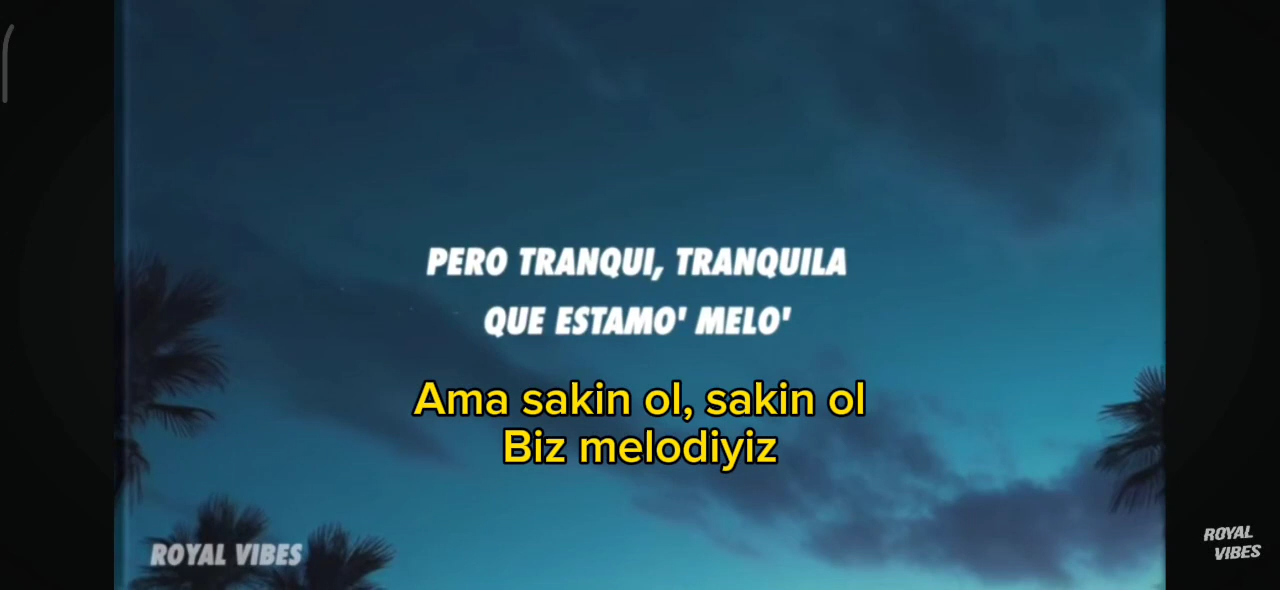 PERO TRANQUI, TRANQUILA
QUE ESTAMO' MELO'
Ama sakin ol, sakin ol
Biz melodiyiz
ROYAL VIBES
ROYAL
VIBES